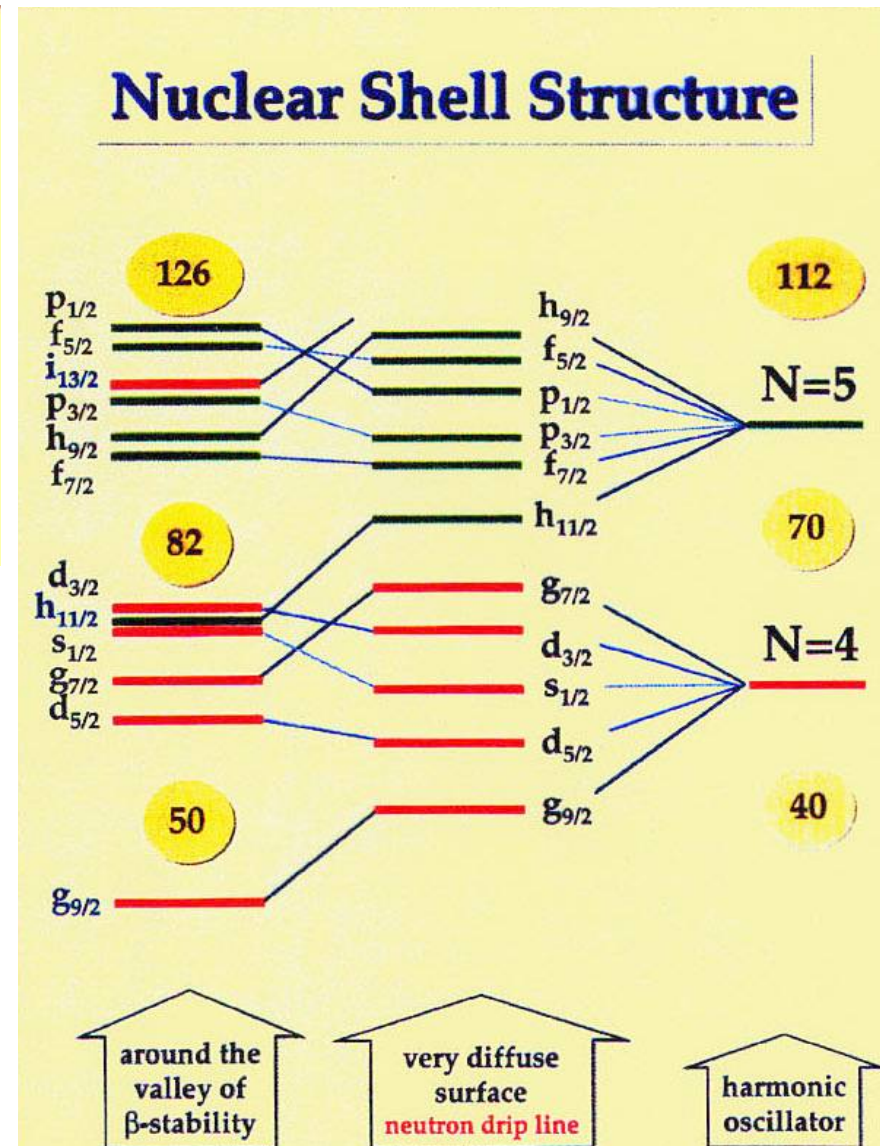 Nuclear Shell Structure
126
p1/2
f5/2
i13/2
p3/2
h9/2
f7/2
82
d3/2
h11/2
s1/2
g7/2
d5/2
50
g9/2
h9/2
f5/2
p1/2
p3/2
f7/2
h11/2
g7/2
d3/2
s1/2
d5/2
g9/2
112
N=5
70
N=4
40
around the
valley of
β-stability
very diffuse
surface
neutron drip line
harmonic
oscillator